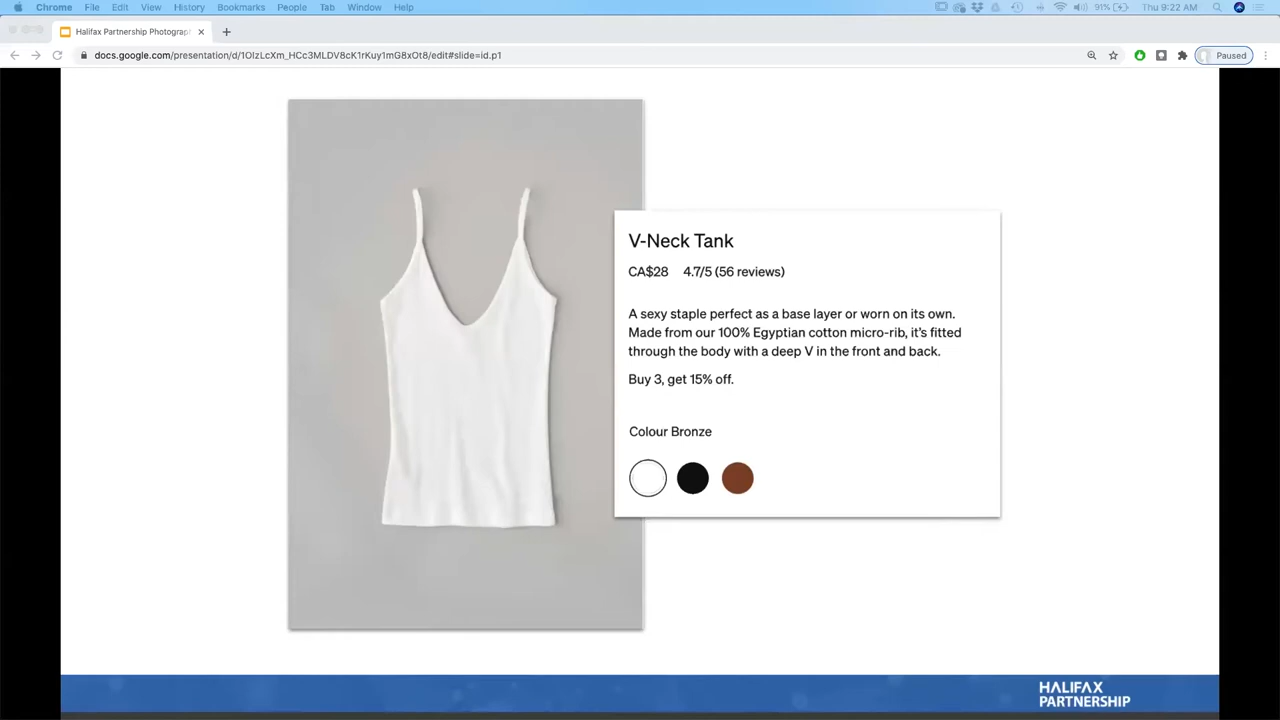 Chrome File Edit View History Bookmarks People Tab Window Help
91% Thu 9:22 AM
Halifax Partnership Photograp
docs.google.com/presentation/d/1OIzLcXm_HCc3MLDV8cK1rKuy1mG8xOt8/edit#slide=id.p1
Paused
V-Neck Tank
CA$28 4.7/5 (56 reviews)
A sexy staple perfect as a base layer or worn on its own.
Made from our 100% Egyptian cotton micro-rib, it's fitted
through the body with a deep V in the front and back.
Buy 3, get 15% off.
Colour Bronze
HALIFAX
PARTNERSHIP